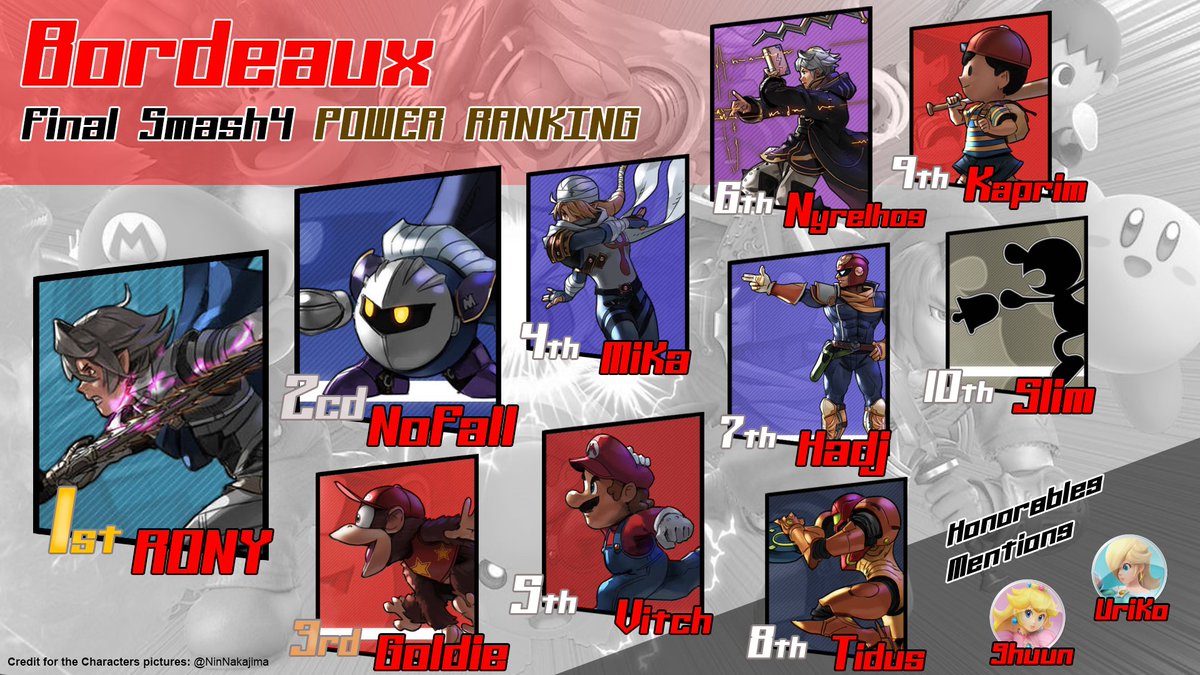 Bordeaux
Final Smash4 POWER RANKING
1st RONY
2cd NoFall
3rd Goldie
4th MiKa
5th Vitch
6th Nyrelhos
7th Hadj
8th Tidus
9th Kaprim
10th Slim
Honorables
Mentions
UriKo
Shuun
Credit for the Characters pictures: @NinNakajima